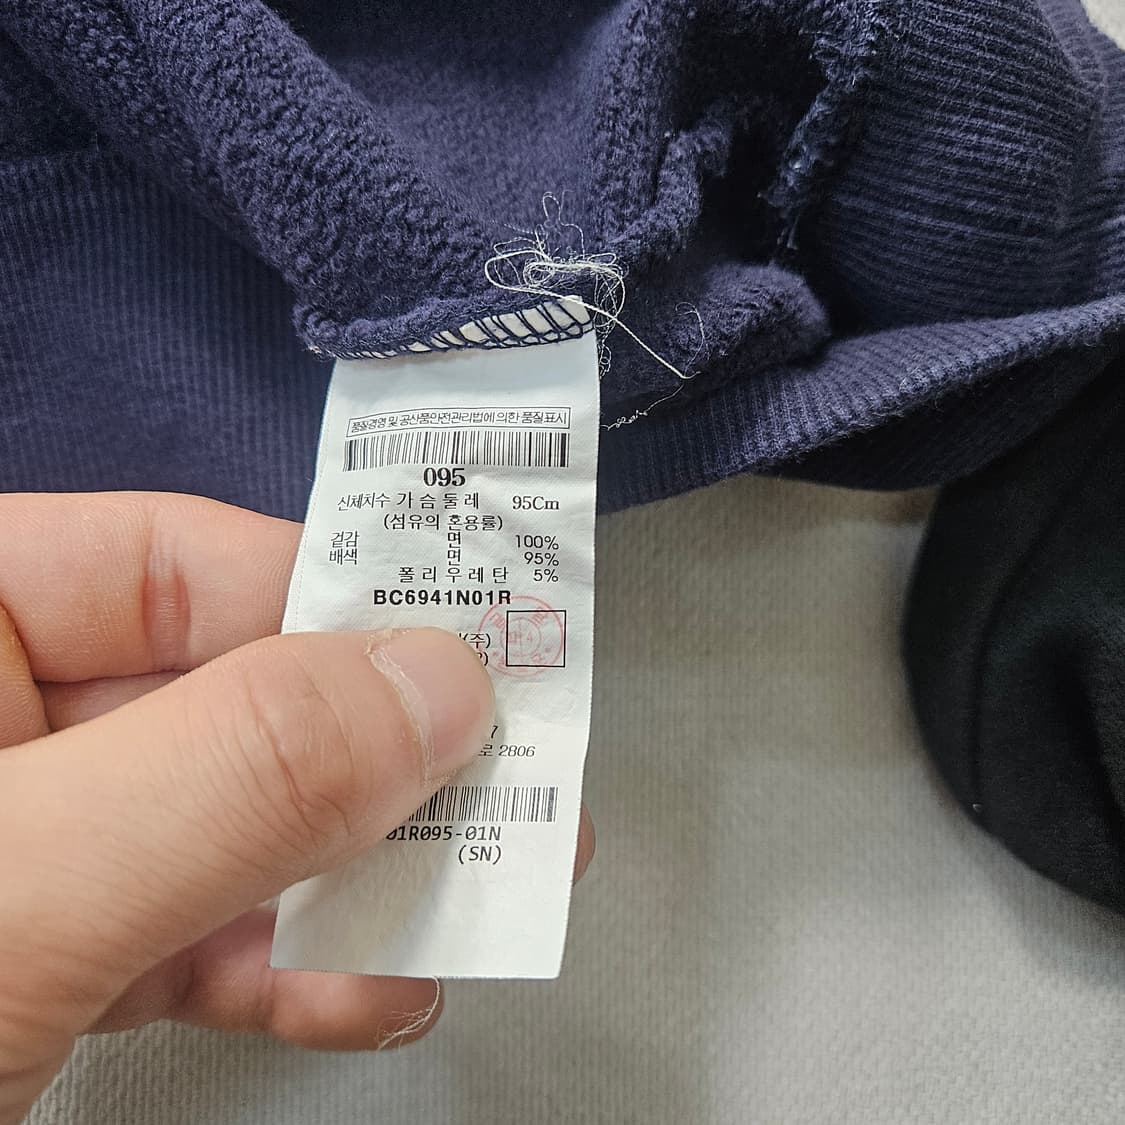 품질경영 및 공산품안전관리법에 의한 품질표시
095
신체치수 가슴둘레 95Cm
(섬유의 혼용률)
겉감 면 100%
배색 면 95%
폴리우레탄 5%
BC6941N01R
(주)
7
로 2806
01R095-01N
(SN)